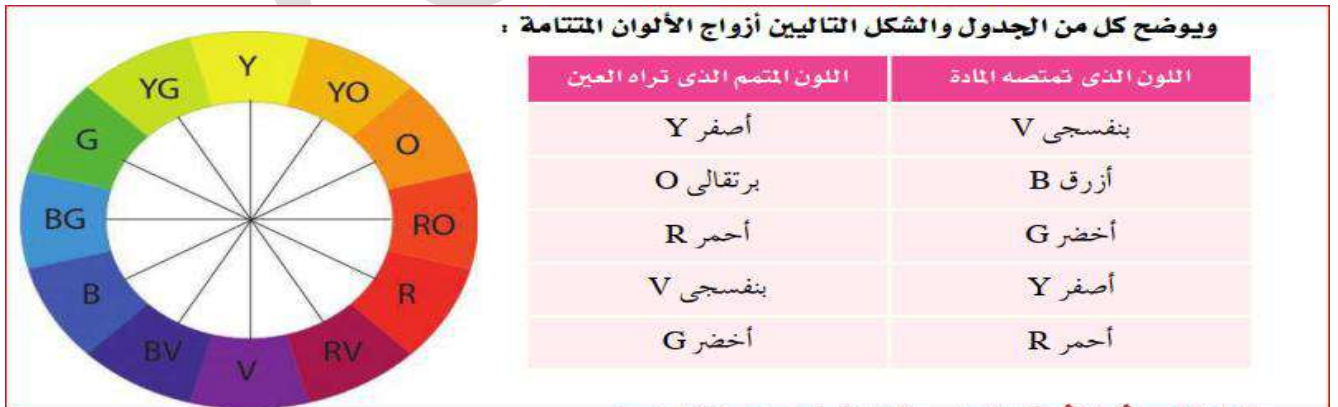 ويوضح كل من الجدول والشكل التاليين أزواج الألوان المتتامة :
اللون الذى تمتصه المادة	اللون المتمم الذى تراه العين
بنفسجى V	أصفر Y
أزرق B	برتقالى O
أخضر G	أحمر R
أصفر Y	بنفسجى V
أحمر R	أخضر G
Y
YO
O
RO
R
RV
V
BV
B
BG
G
YG